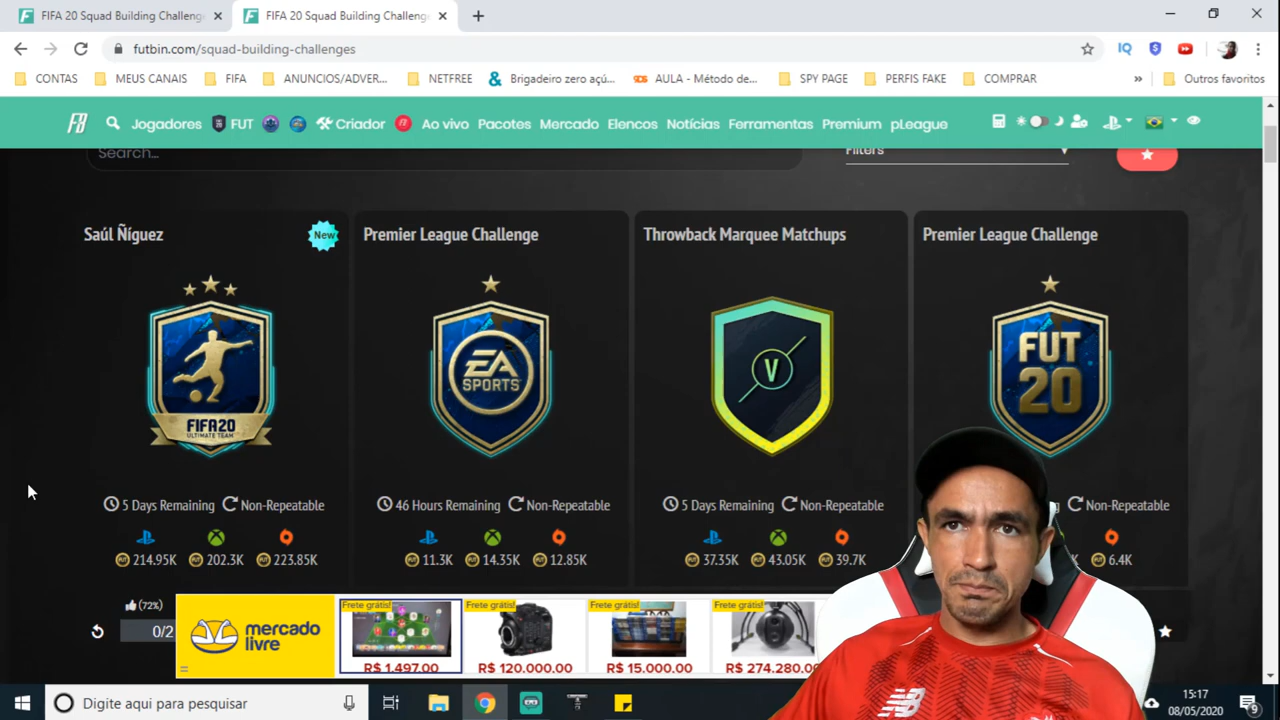 FIFA 20 Squad Building Challenge
FIFA 20 Squad Building Challenge
futbin.com/squad-building-challenges
IQ
CONTAS
MEUS CANAIS
FIFA
ANUNCIOS/ADVER...
NETFREE
Brigadeiro zero açú...
AULA - Método de...
SPY PAGE
PERFIS FAKE
COMPRAR
Outros favoritos
FB
Jogadores
FUT
Criador
Ao vivo
Pacotes
Mercado
Elencos
Notícias
Ferramentas
Premium
pLeague
Search...
Filters
Saúl Ñíguez
New
Premier League Challenge
Throwback Marquee Matchups
Premier League Challenge
FIFA20
ULTIMATE TEAM
EA
SPORTS
V
FUT
20
5 Days Remaining
Non-Repeatable
46 Hours Remaining
Non-Repeatable
5 Days Remaining
Non-Repeatable
Non-Repeatable
214.95K
202.3K
223.85K
11.3K
14.35K
12.85K
37.35K
43.05K
39.7K
6.4K
(72%)
0/2
mercado
livre
Frete grátis!
R$ 1.497,00
Frete grátis!
R$ 120.000,00
Frete grátis!
R$ 15.000,00
Frete grátis!
R$ 274.280,00
NB
Digite aqui para pesquisar
15:17
08/05/2020
9